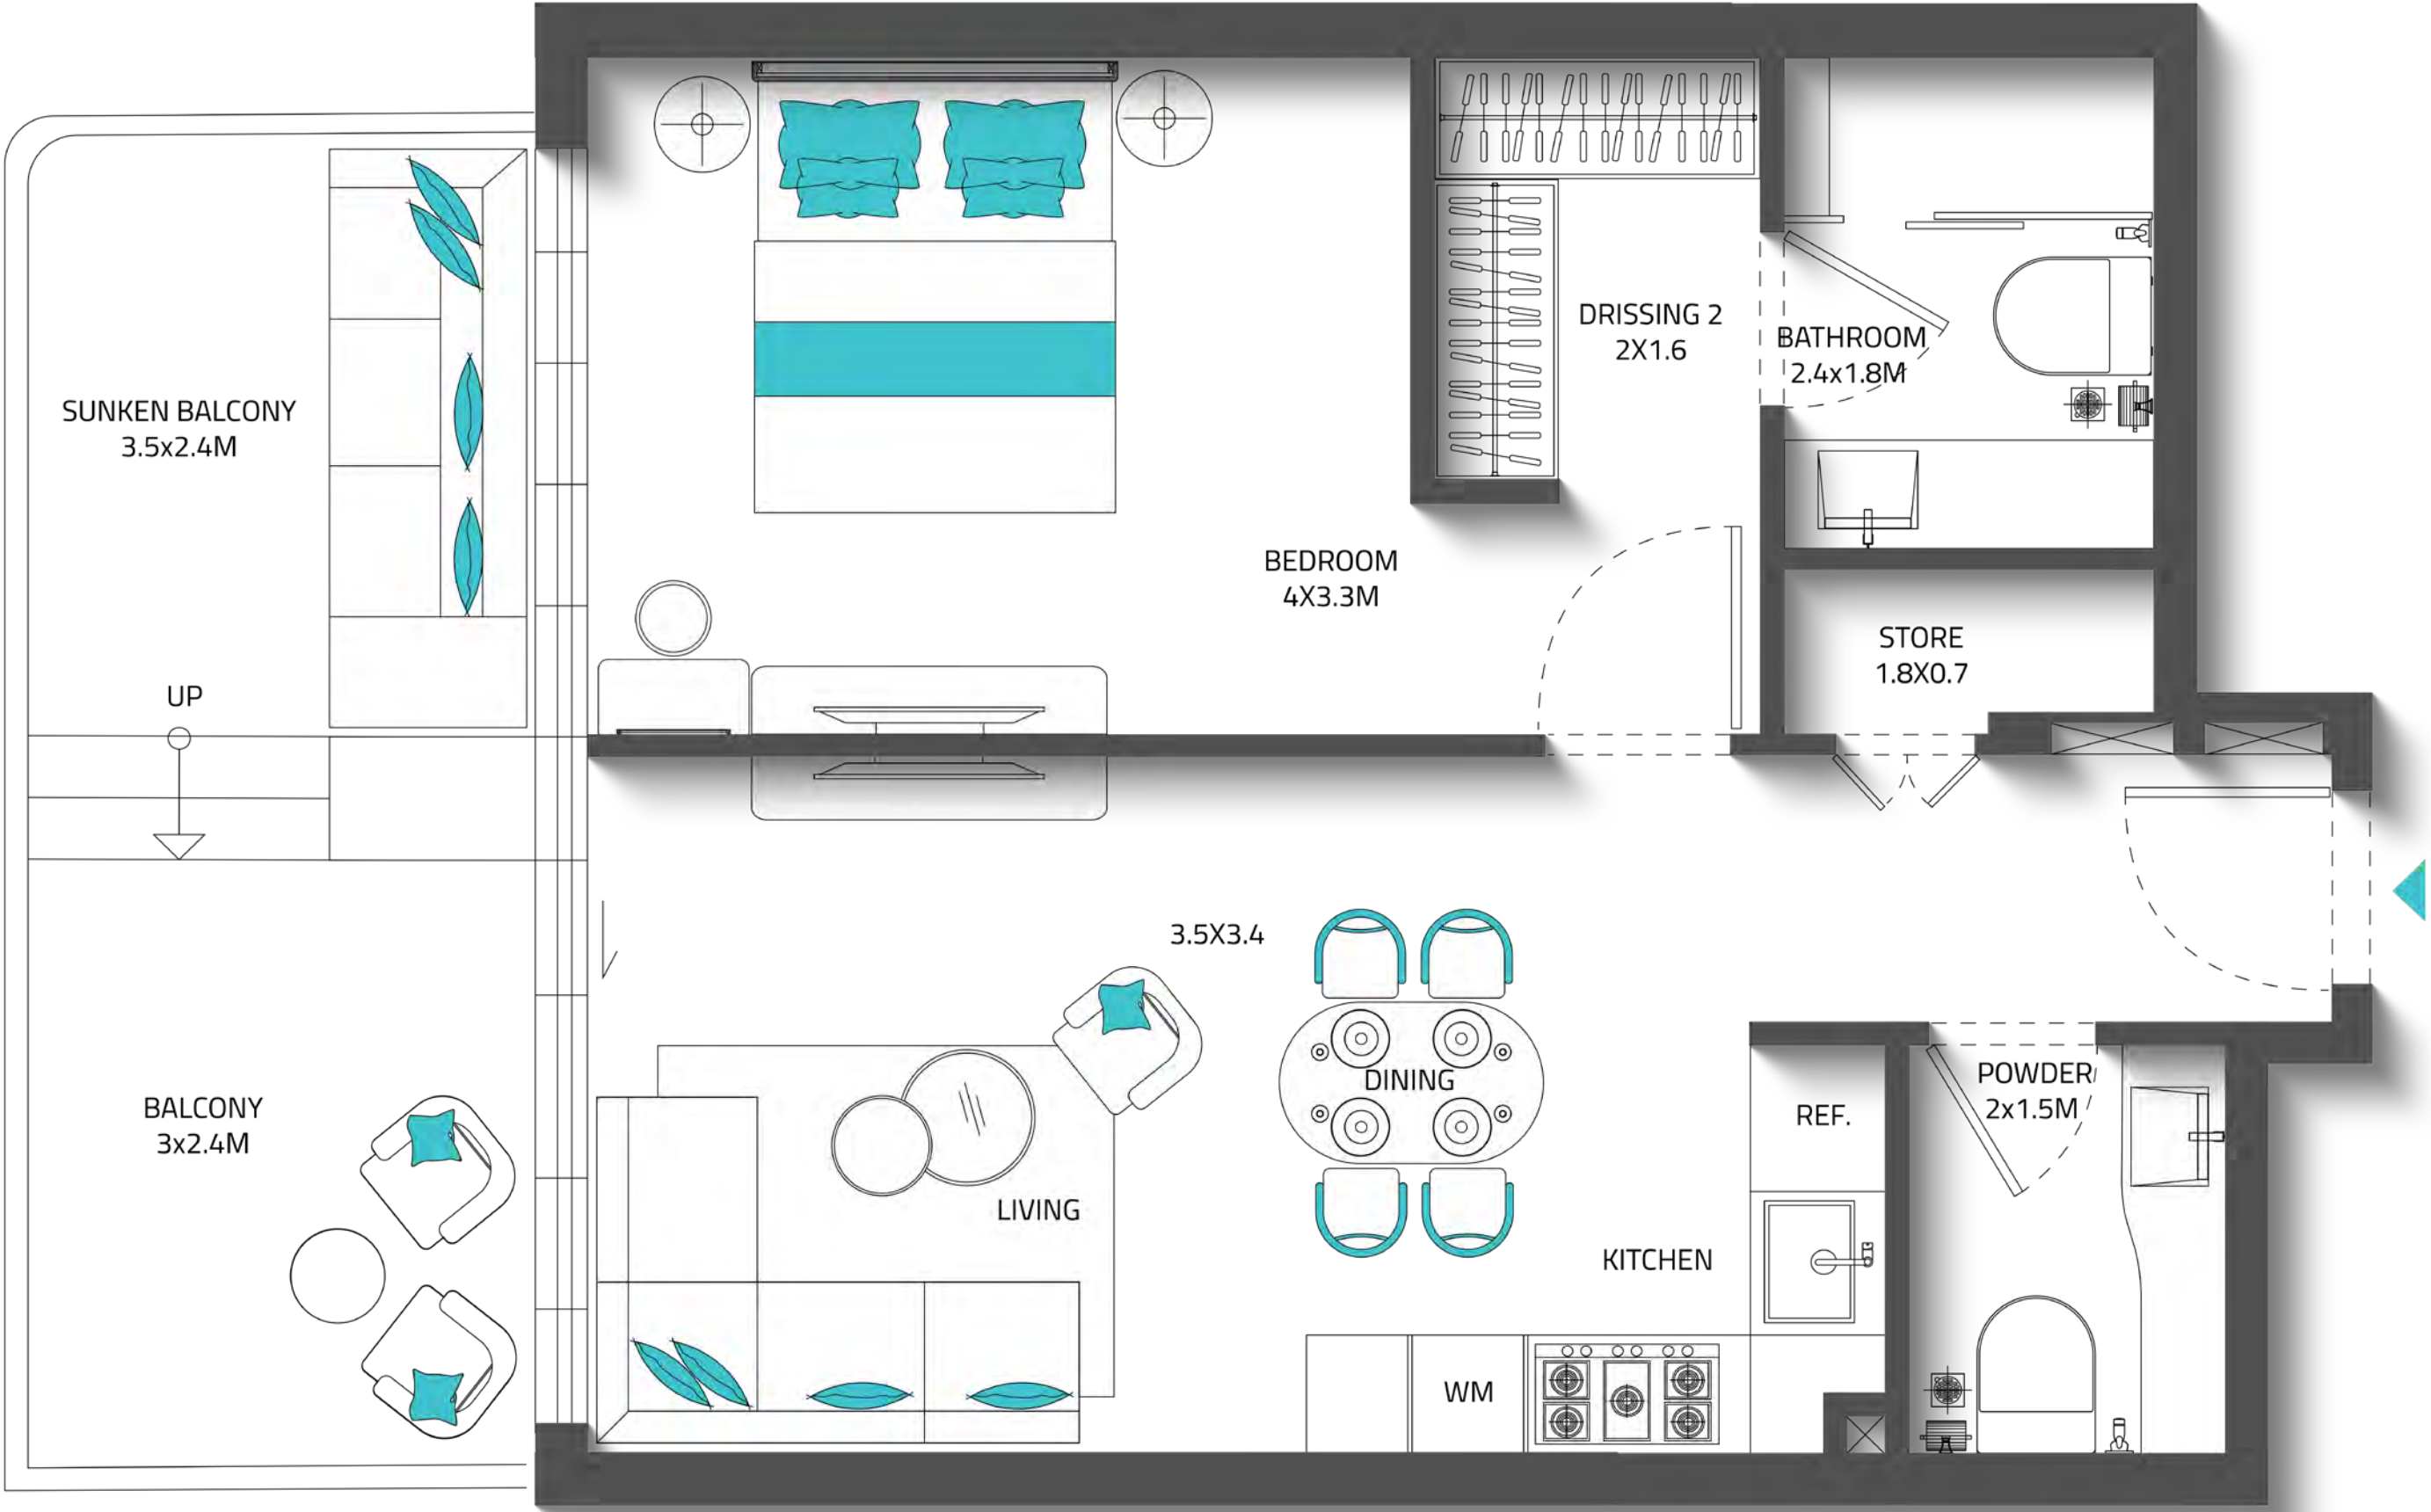 DRISSING 2
2X1.6
BATHROOM
2.4x1.8M
SUNKEN BALCONY
3.5x2.4M
BEDROOM
4X3.3M
STORE
1.8X0.7
UP
3.5X3.4
DINING
POWDER
2x1.5M
BALCONY
3x2.4M
REF.
LIVING
KITCHEN
WM